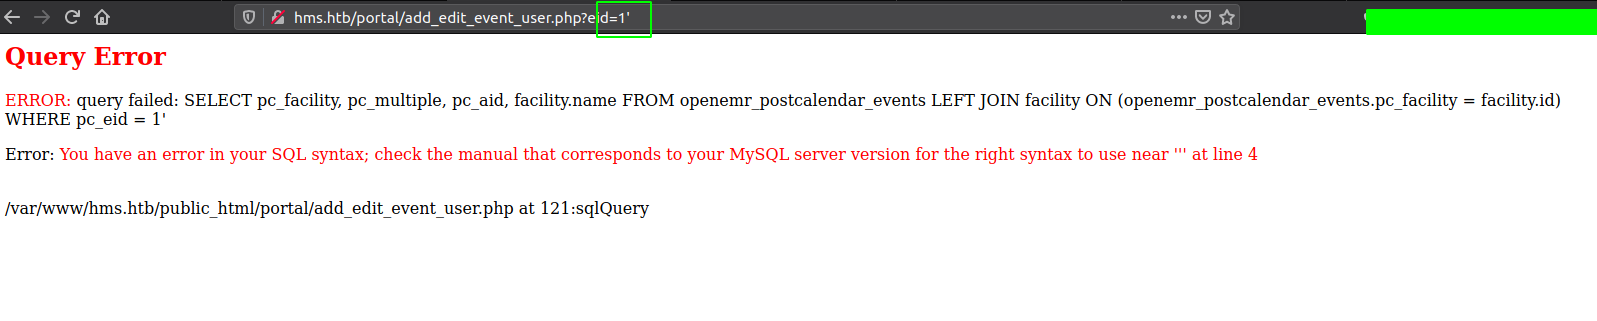 hms.htb/portal/add_edit_event_user.php?eid=1'
Query Error
ERROR: query failed: SELECT pc_facility, pc_multiple, pc_aid, facility.name FROM openemr_postcalendar_events LEFT JOIN facility ON (openemr_postcalendar_events.pc_facility = facility.id)
WHERE pc_eid = 1'
Error: You have an error in your SQL syntax; check the manual that corresponds to your MySQL server version for the right syntax to use near ''' at line 4
/var/www/hms.htb/public_html/portal/add_edit_event_user.php at 121:sqlQuery